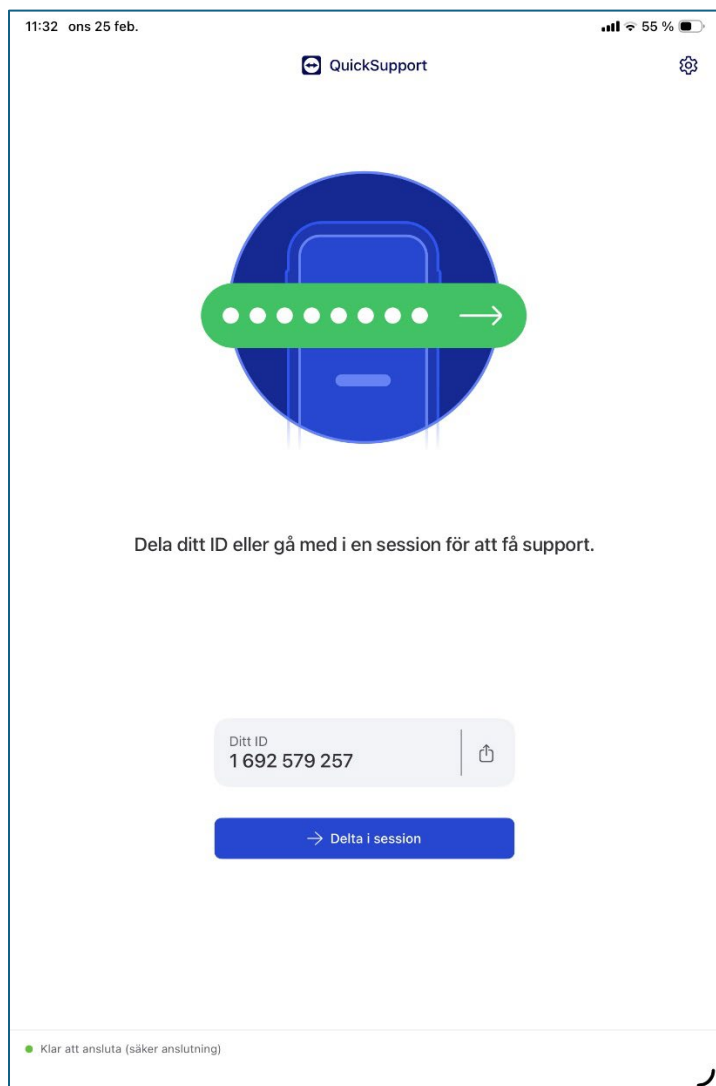 11:32 ons 25 feb. 55 %
QuickSupport
Dela ditt ID eller gå med i en session för att få support.
Ditt ID
1 692 579 257
→ Delta i session
Klar att ansluta (säker anslutning)